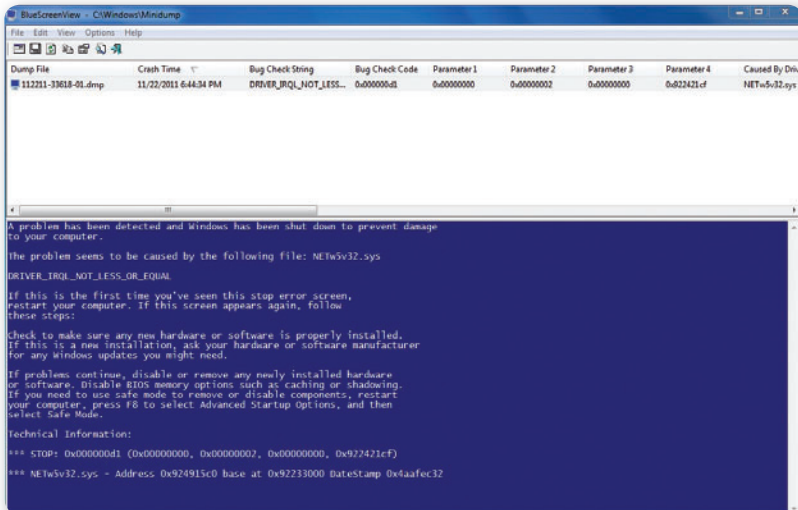 BlueScreenView - C:\Windows\Minidump
File Edit View Options Help
Dump File Crash Time Bug Check String Bug Check Code Parameter 1 Parameter 2 Parameter 3 Parameter 4 Caused By Driv
112211-33618-01.dmp 11/22/2011 6:44:34 PM DRIVER_IRQL_NOT_LESS... 0x000000d1 0x00000000 0x00000002 0x00000000 0x922421cf NETw5v32.sys
A problem has been detected and Windows has been shut down to prevent damage
to your computer.
The problem seems to be caused by the following file: NETw5v32.sys
DRIVER_IRQL_NOT_LESS_OR_EQUAL
If this is the first time you've seen this stop error screen,
restart your computer. If this screen appears again, follow
these steps:
Check to make sure any new hardware or software is properly installed.
If this is a new installation, ask your hardware or software manufacturer
for any Windows updates you might need.
If problems continue, disable or remove any newly installed hardware
or software. Disable BIOS memory options such as caching or shadowing.
If you need to use safe mode to remove or disable components, restart
your computer, press F8 to select Advanced Startup Options, and then
select Safe Mode.
Technical Information:
*** STOP: 0x000000d1 (0x00000000, 0x00000002, 0x00000000, 0x922421cf)
*** NETw5v32.sys - Address 0x924915c0 base at 0x92233000 DateStamp 0x4aafec32